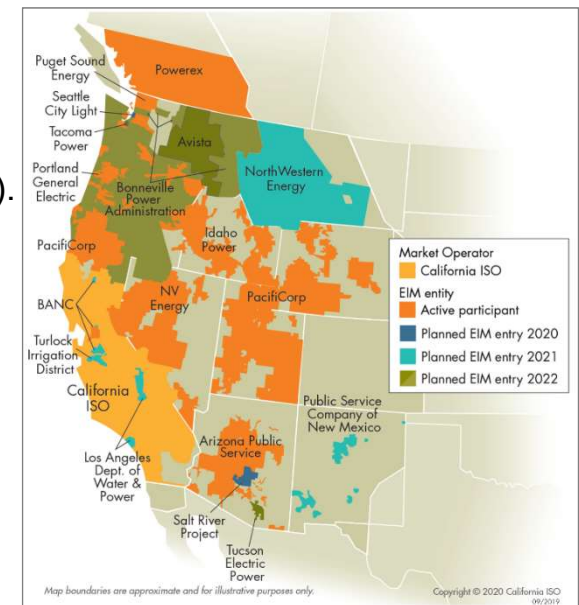 Puget Sound
Energy
Powerex
Seattle
City Light
Tacoma
Power
Avista
Portland
General
Electric
Bonneville
Power
Administration
NorthWestern
Energy
).
PacifiCorp
Idaho
Power
Market Operator
California ISO
EIM entity
Active participant
Planned EIM entry 2020
Planned EIM entry 2021
Planned EIM entry 2022
BANC
NV
Energy
PacifiCorp
Turlock
Irrigation
District
California
ISO
Public Service
Company of
New Mexico
Arizona Public
Service
Los Angeles
Dept. of
Water &
Power
Salt River
Project
Tucson
Electric
Power
Map boundaries are approximate and for illustrative purposes only.
Copyright © 2020 California ISO
09/2019